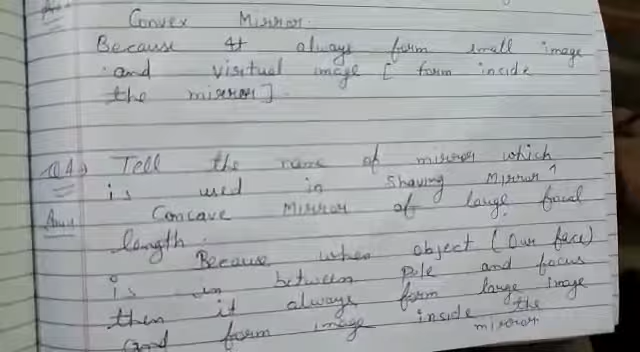 Convex Mirror.
Because It always form small image
and virtual image [ form inside
the mirror].
Q4) Tell the name of mirror which
is used in shaving Mirror?
Ans Concave Mirror of large focal
length.
Because when object (Our face)
is in between pole and focus
then it always form large image
and form image inside the
mirror